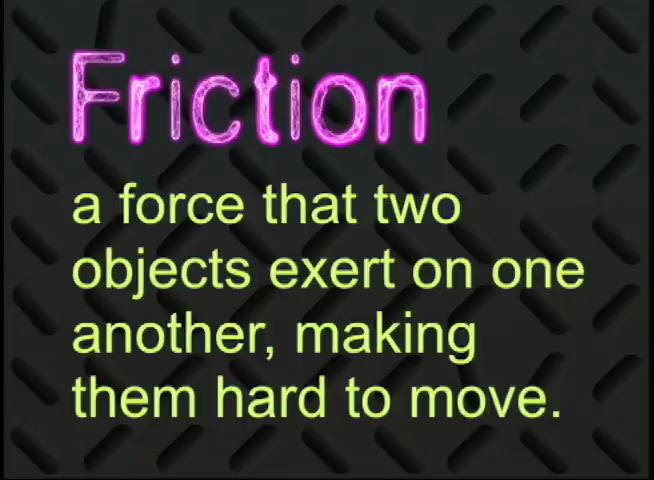 Friction
a force that two
objects exert on one
another, making
them hard to move.